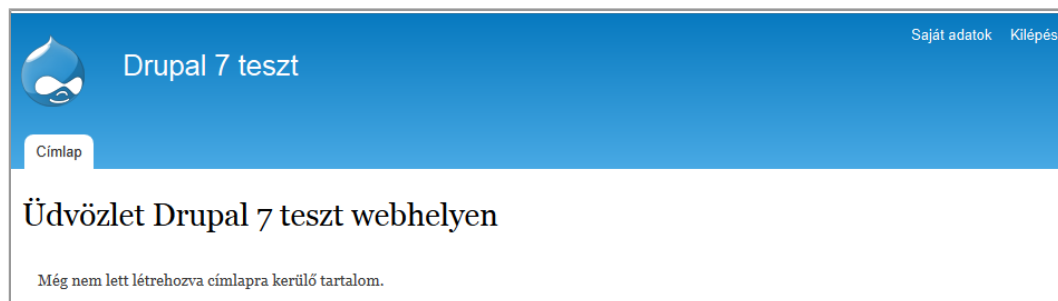 Saját adatok Kilépés
Drupal 7 teszt
Címlap
Üdvözlet Drupal 7 teszt webhelyen
Még nem lett létrehozva címlapra kerülő tartalom.